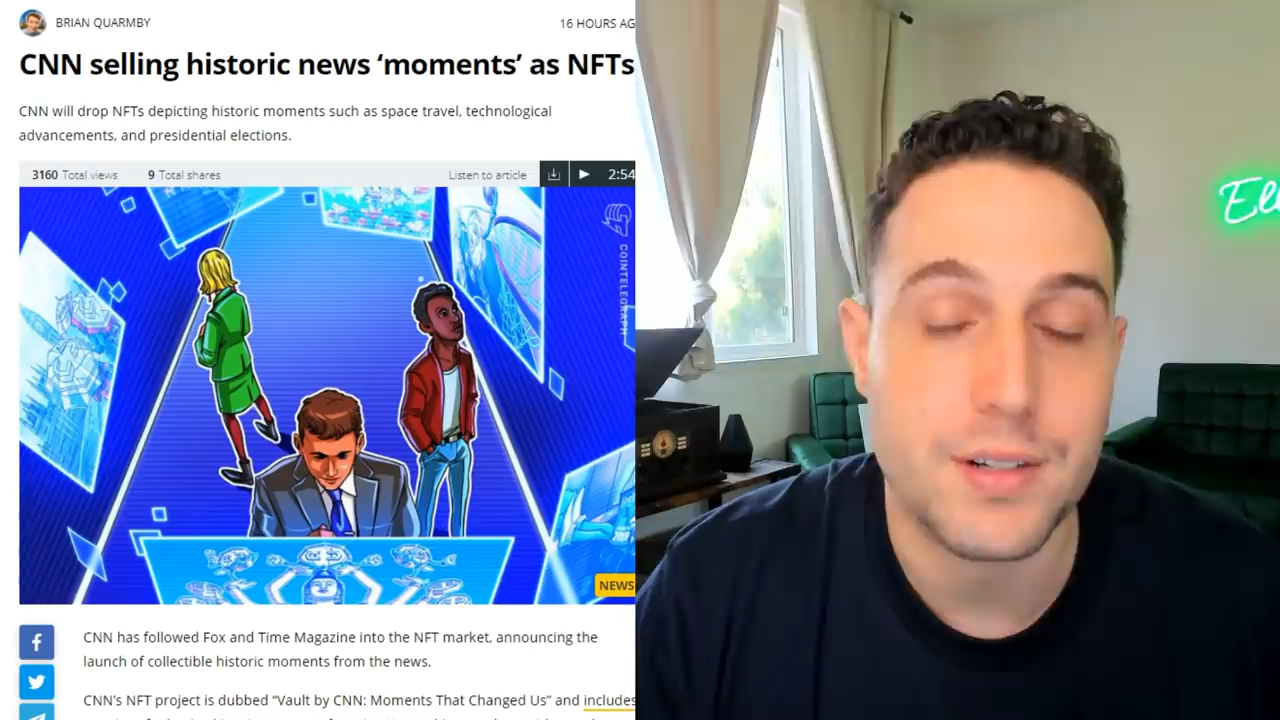 BRIAN QUARMBY
16 HOURS AG
CNN selling historic news ‘moments’ as NFTs
CNN will drop NFTs depicting historic moments such as space travel, technological
advancements, and presidential elections.
3160 Total views 9 Total shares Listen to article 2:54
COINTELEGRAPH
El
NEWS
CNN has followed Fox and Time Magazine into the NFT market, announcing the
launch of collectible historic moments from the news.
CNN’s NFT project is dubbed “Vault by CNN: Moments That Changed Us” and includes